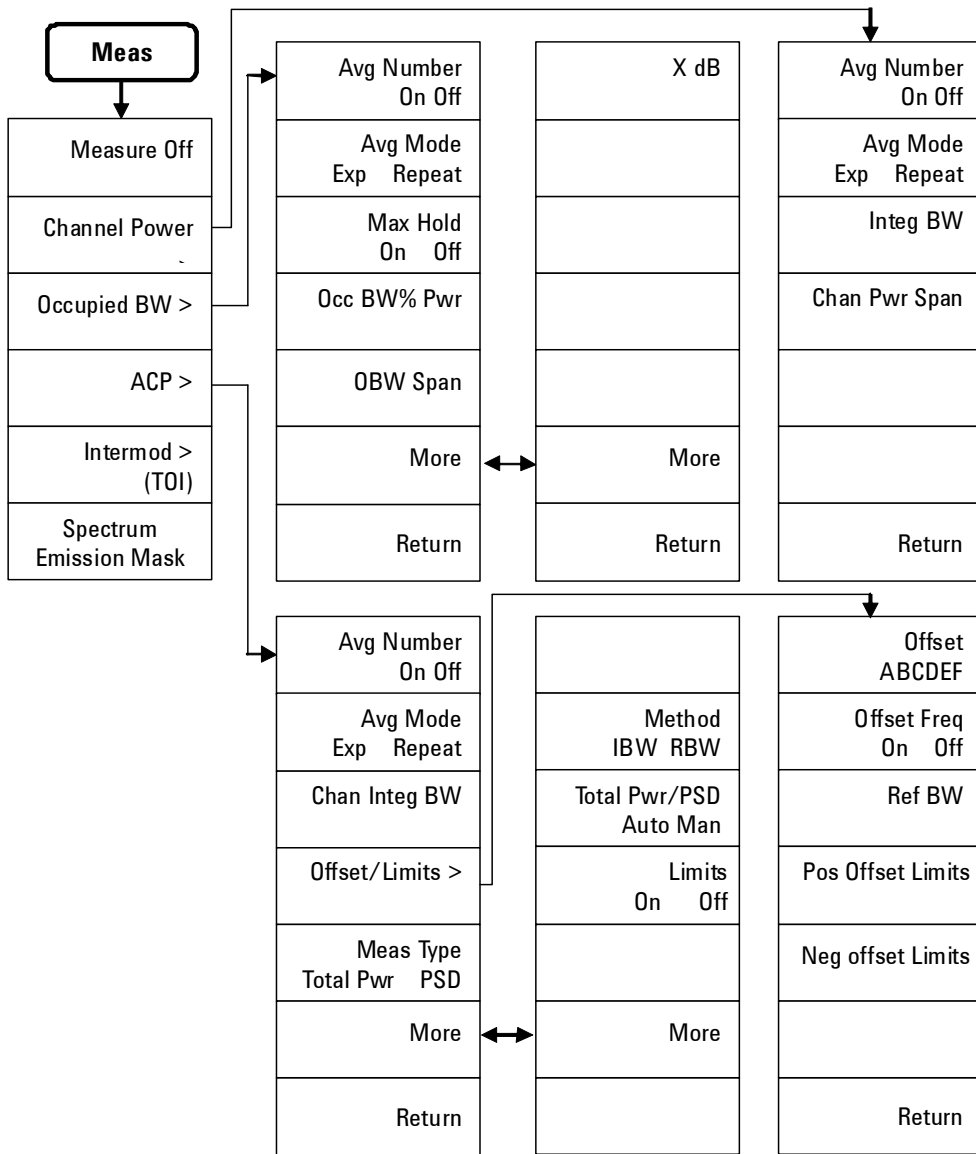 Meas
Measure Off
Channel Power
Occupied BW >
ACP >
Intermod >
(TOI)
Spectrum
Emission Mask
Avg Number
On Off
Avg Mode
Exp Repeat
Max Hold
On Off
Occ BW% Pwr
OBW Span
More
Return
X dB
More
Return
Avg Number
On Off
Avg Mode
Exp Repeat
Integ BW
Chan Pwr Span
Return
Avg Number
On Off
Avg Mode
Exp Repeat
Chan Integ BW
Offset/Limits >
Meas Type
Total Pwr PSD
More
Return
Method
IBW RBW
Total Pwr/PSD
Auto Man
Limits
On Off
More
Offset
ABCDEF
Offset Freq
On Off
Ref BW
Pos Offset Limits
Neg offset Limits
Return